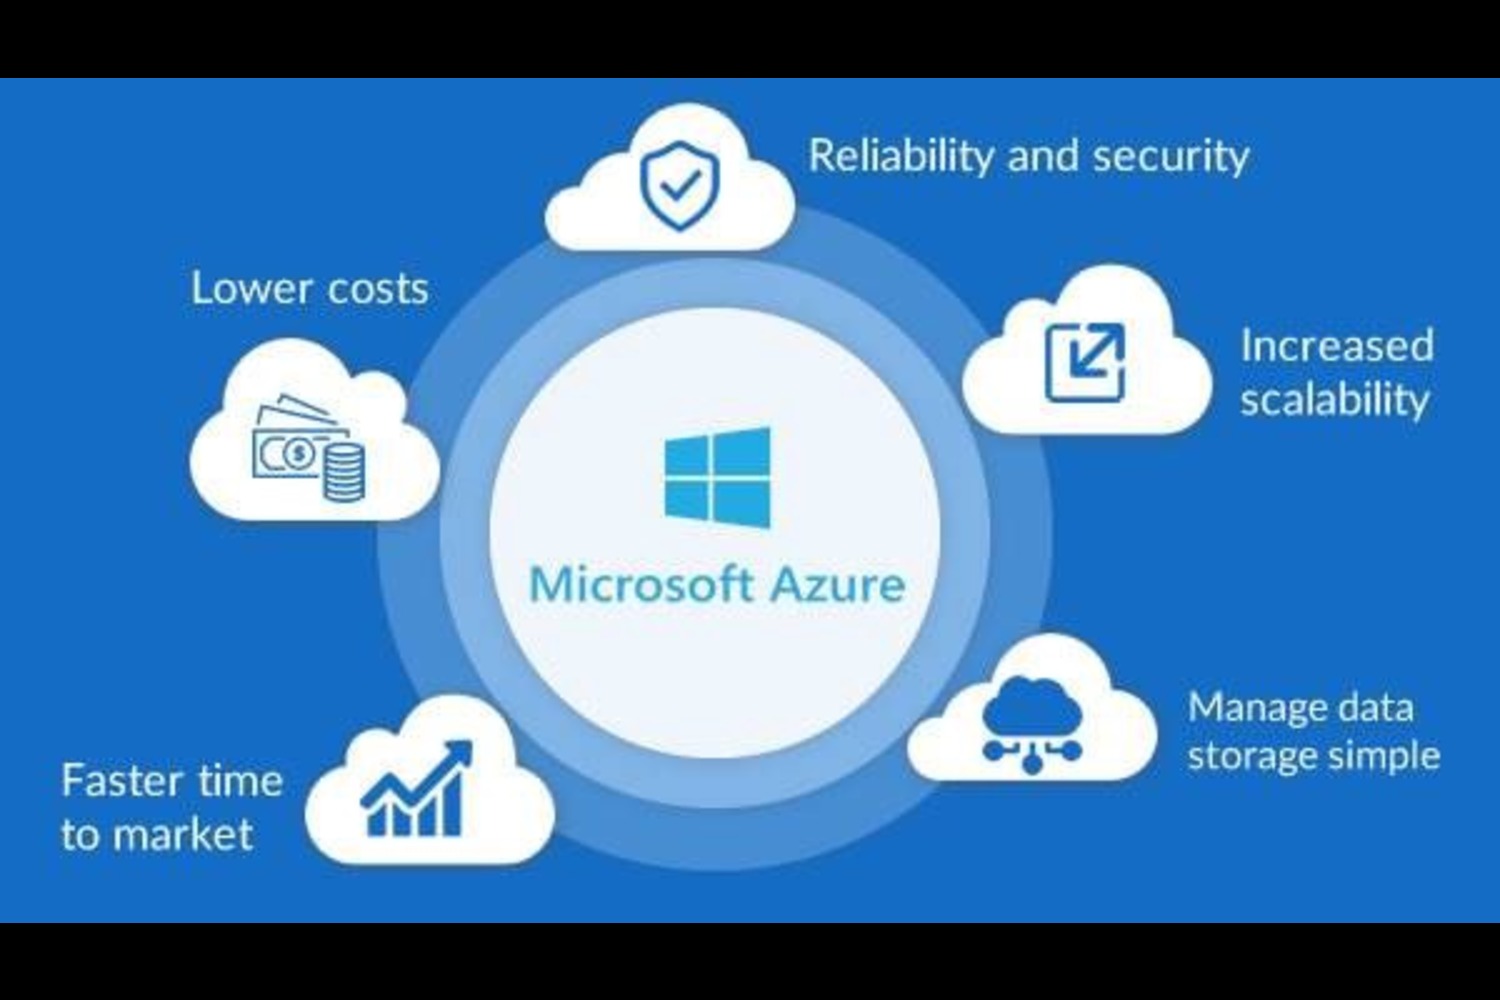 Reliability and security
Lower costs
Increased
scalability
Microsoft Azure
Manage data
storage simple
Faster time
to market